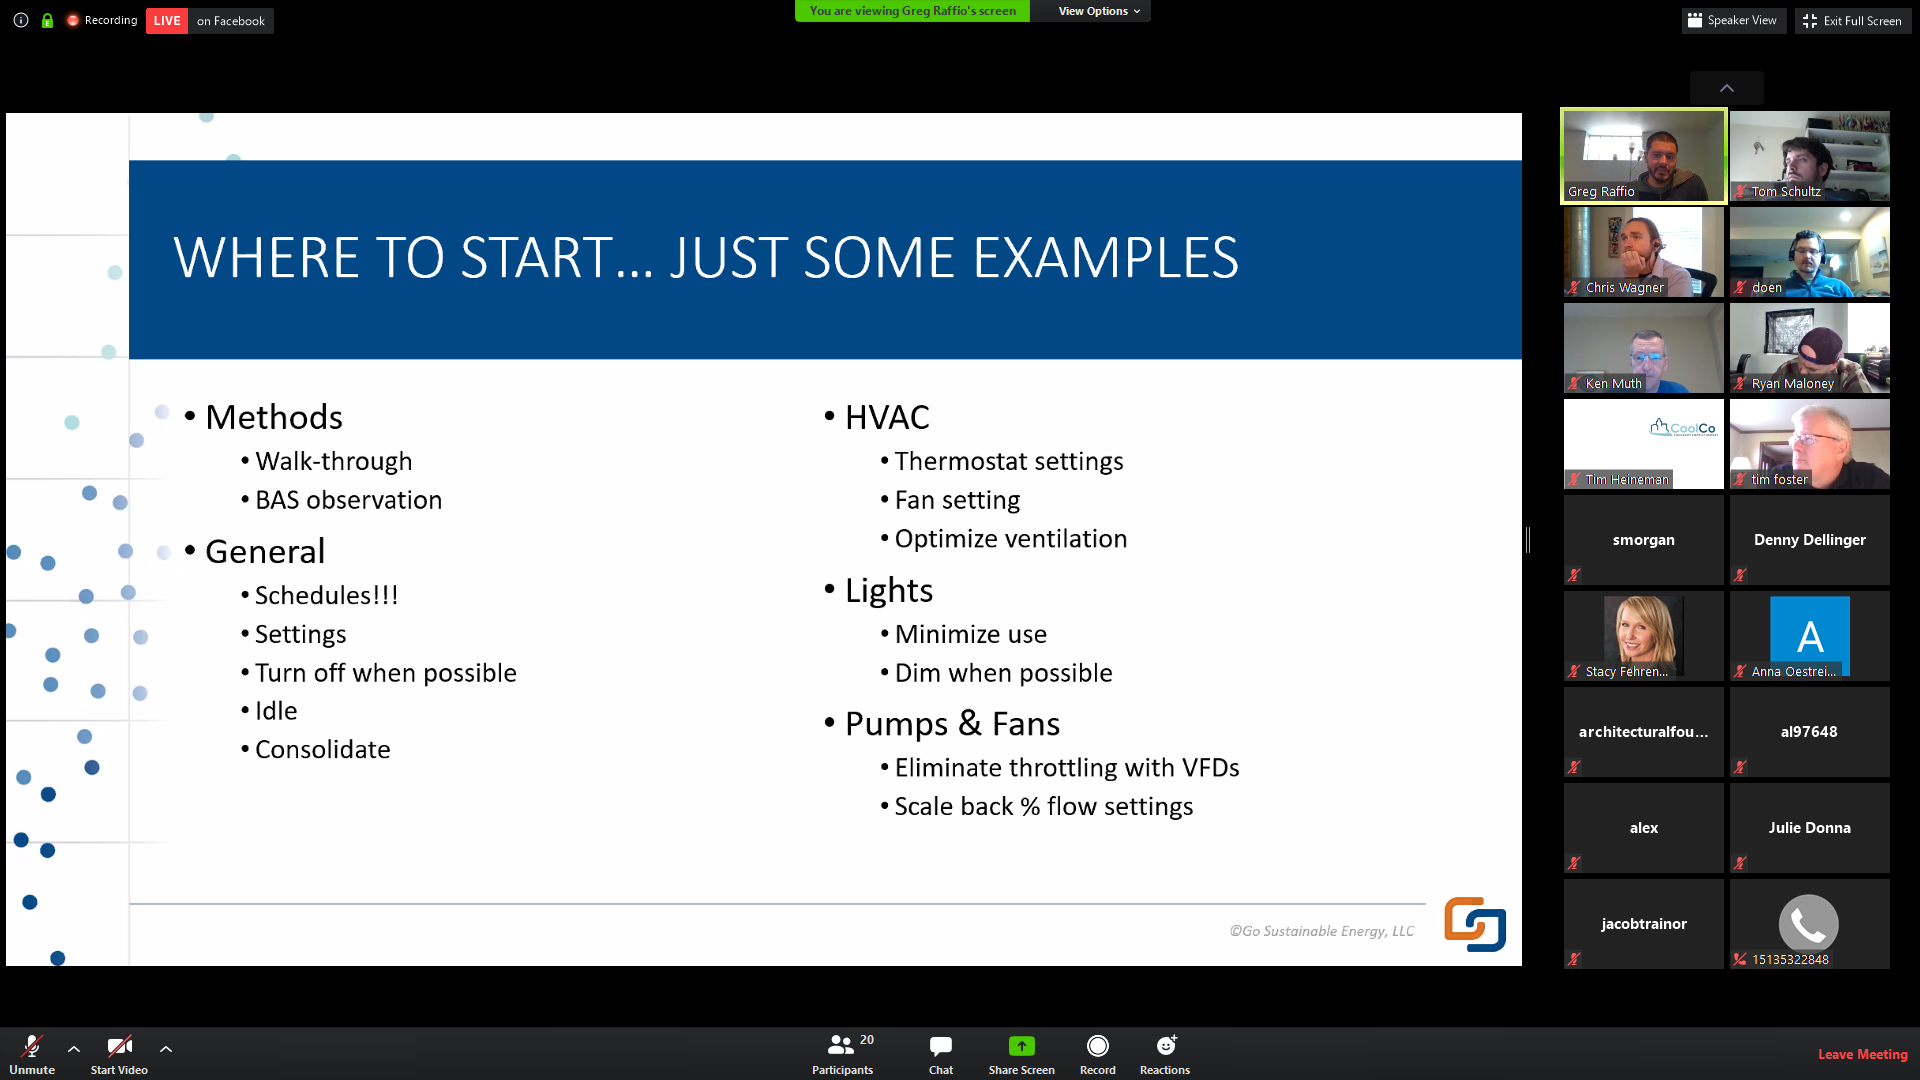 Recording
LIVE on Facebook
You are viewing Greg Raffio's screen
View Options
Speaker View
Exit Full Screen
WHERE TO START... JUST SOME EXAMPLES
• Methods
• Walk-through
• BAS observation
• General
• Schedules!!!
• Settings
• Turn off when possible
• Idle
• Consolidate
• HVAC
• Thermostat settings
• Fan setting
• Optimize ventilation
• Lights
• Minimize use
• Dim when possible
• Pumps & Fans
• Eliminate throttling with VFDs
• Scale back % flow settings
©Go Sustainable Energy, LLC
Greg Raffio
Tom Schultz
Chris Wagner
doen
Ken Muth
Ryan Maloney
CoolCo
Tim Heineman
tim foster
smorgan
Denny Dellinger
Stacy Fehren...
A
Anna Oestrei...
architecturalfou...
al97648
alex
Julie Donna
jacobtrainor
15135322848
Unmute
Start Video
Participants
20
Chat
Share Screen
Record
Reactions
Leave Meeting